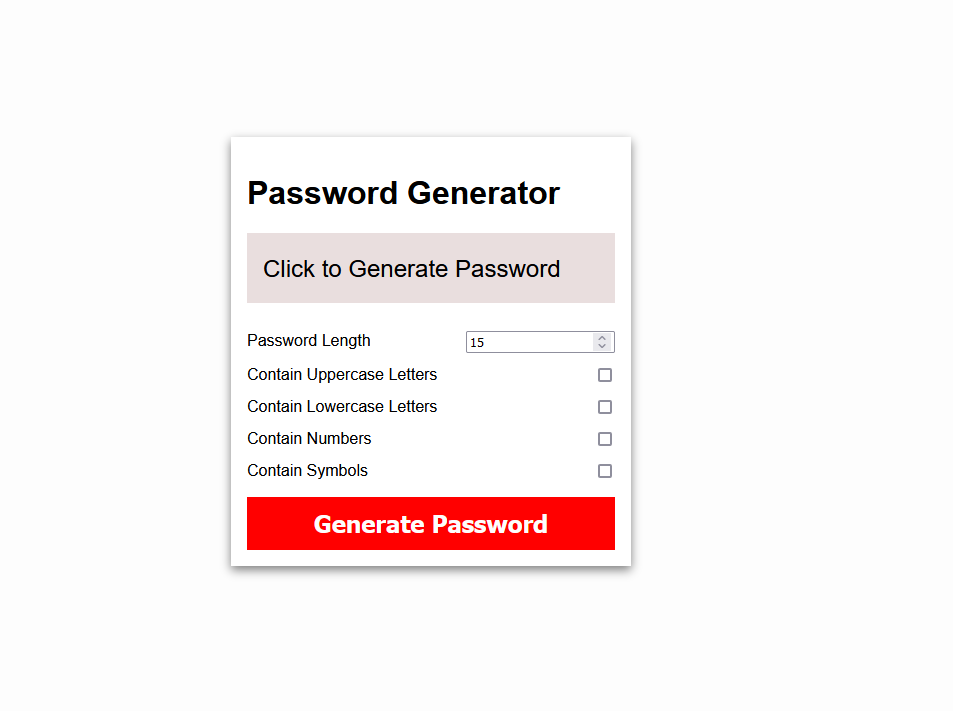 Password Generator
Click to Generate Password
Password Length 15
Contain Uppercase Letters
Contain Lowercase Letters
Contain Numbers
Contain Symbols
Generate Password